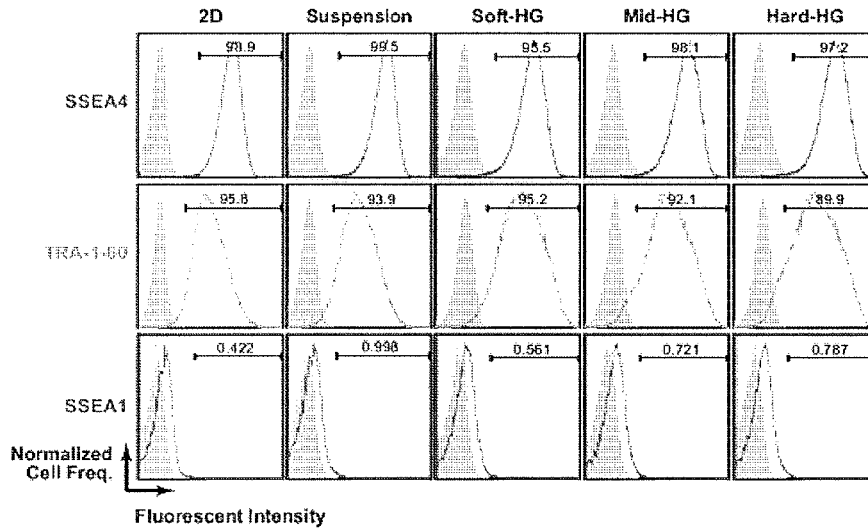 2D Suspension Soft-HG Mid-HG Hard-HG
SSEA4 99.5 98.1 97.2
TRA-1-60 95.8 93.9 95.2 92.1 89.9
SSEA1 0.422 0.998 0.561 0.721 0.787
Normalized
Cell Freq.
Fluorescent Intensity